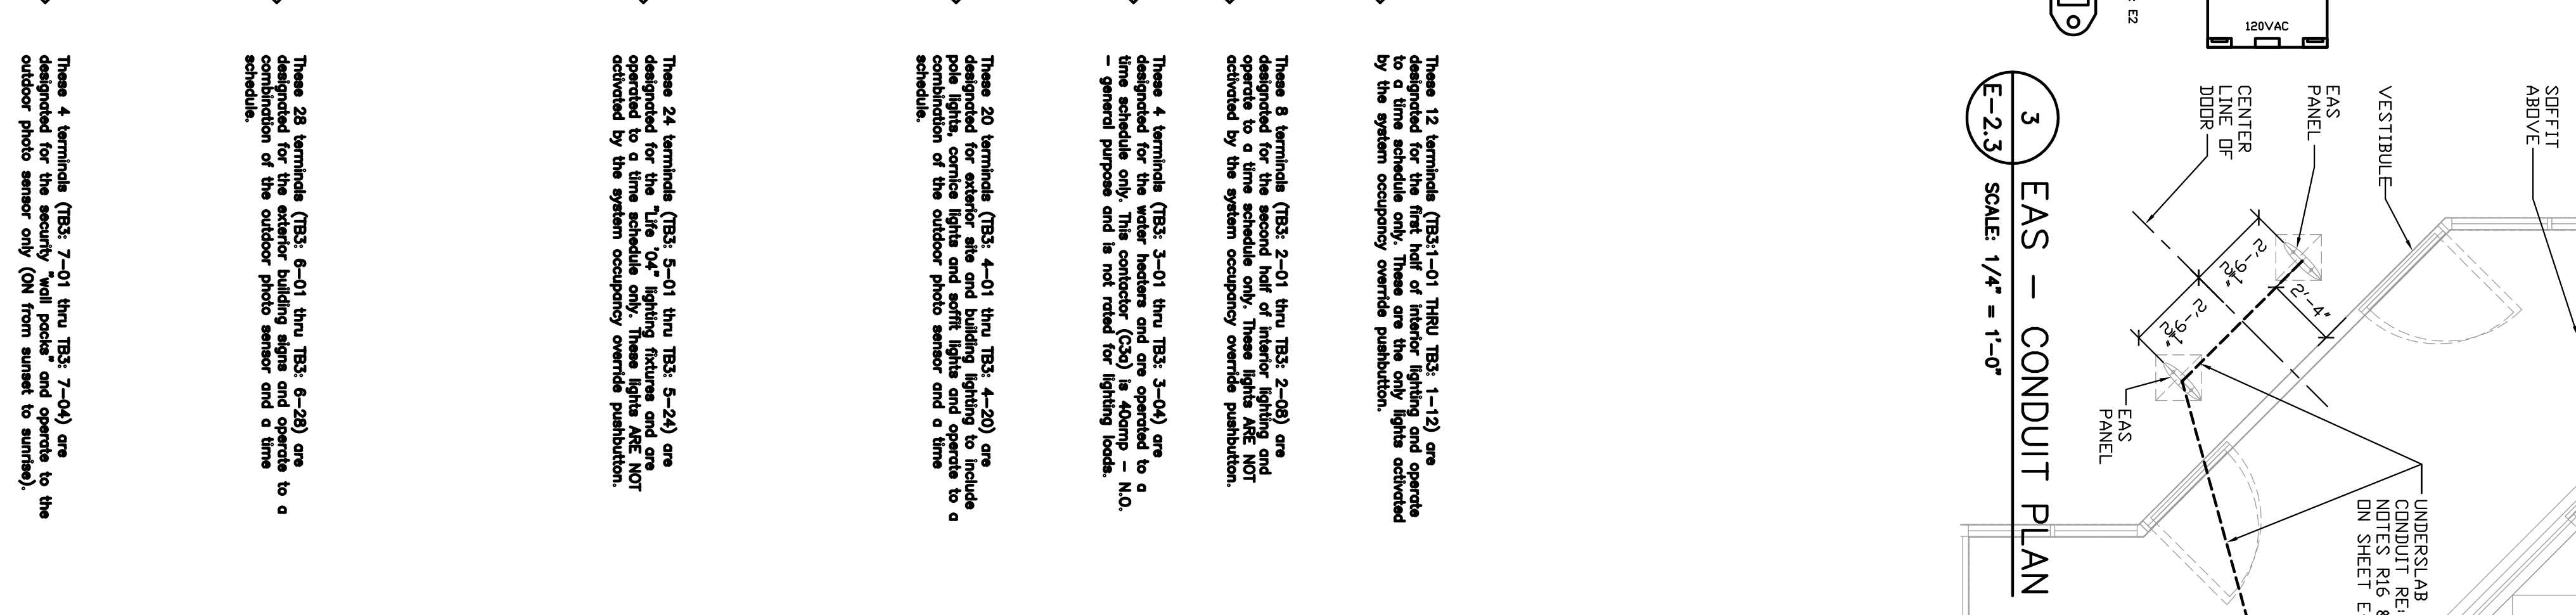 SOFFIT
ABOVE
VESTIBULE
EAS
PANEL
CENTER
LINE OF
DOOR
2'-4"
UNDERSLAB
CONDUIT RE:
NOTES R16 &
ON SHEET E
EAS
PANEL
120VAC
: E2
3
E-2.3
EAS - CONDUIT PLAN
SCALE: 1/4" = 1'-0"
These 12 terminals (TB3:1-01 THRU TB3: 1-12) are
designated for the first half of interior lighting and operate
to a time schedule only. These are the only lights activated
by the system occupancy override pushbutton.
These 8 terminals (TB3: 2-01 thru TB3: 2-08) are
designated for the second half of interior lighting and
operate to a time schedule only. These lights ARE NOT
activated by the system occupancy override pushbutton.
These 4 terminals (TB3: 3-01 thru TB3: 3-04) are
designated for the water heaters and are operated to a
time schedule only. This contactor (C3a) is 40amp - N.O.
- general purpose and is not rated for lighting loads.
These 20 terminals (TB3: 4-01 thru TB3: 4-20) are
designated for exterior site and building lighting to include
pole lights, cornice lights and soffit lights and operate to a
combination of the outdoor photo sensor and a time
schedule.
These 24 terminals (TB3: 5-01 thru TB3: 5-24) are
designated for the "Life '04" lighting fixtures and are
operated to a time schedule only. These lights ARE NOT
activated by the system occupancy override pushbutton.
These 28 terminals (TB3: 6-01 thru TB3: 6-28) are
designated for the exterior building signs and operate to a
combination of the outdoor photo sensor and a time
schedule.
These 4 terminals (TB3: 7-01 thru TB3: 7-04) are
designated for the security "wall packs" and operate to the
outdoor photo sensor only (ON from sunset to sunrise).